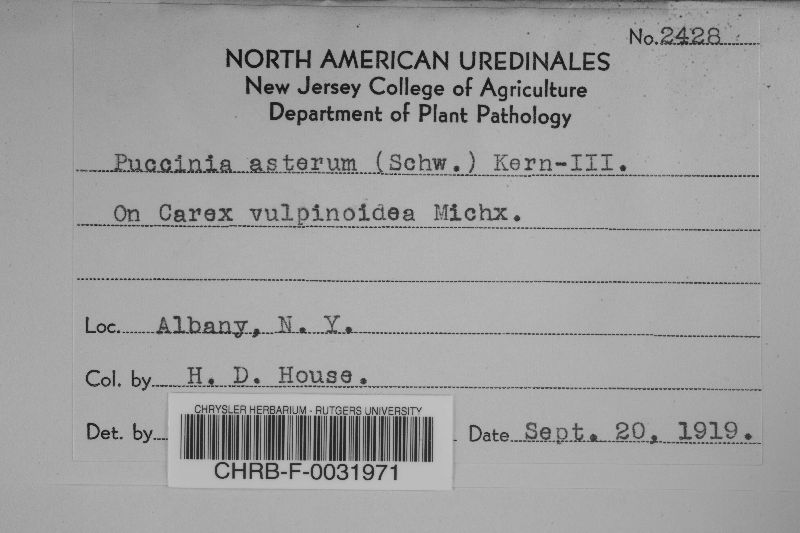 No. 2428
NORTH AMERICAN UREDINALES
New Jersey College of Agriculture
Department of Plant Pathology
Puccinia asterum (Schw.) Kern-III.
On Carex vulpinoidea Michx.
Loc. Albany, N. Y.
Col. by H. D. House.
Det. by Date Sept. 20, 1919.
CHRYSLER HERBARIUM - RUTGERS UNIVERSITY
CHRB-F-0031971